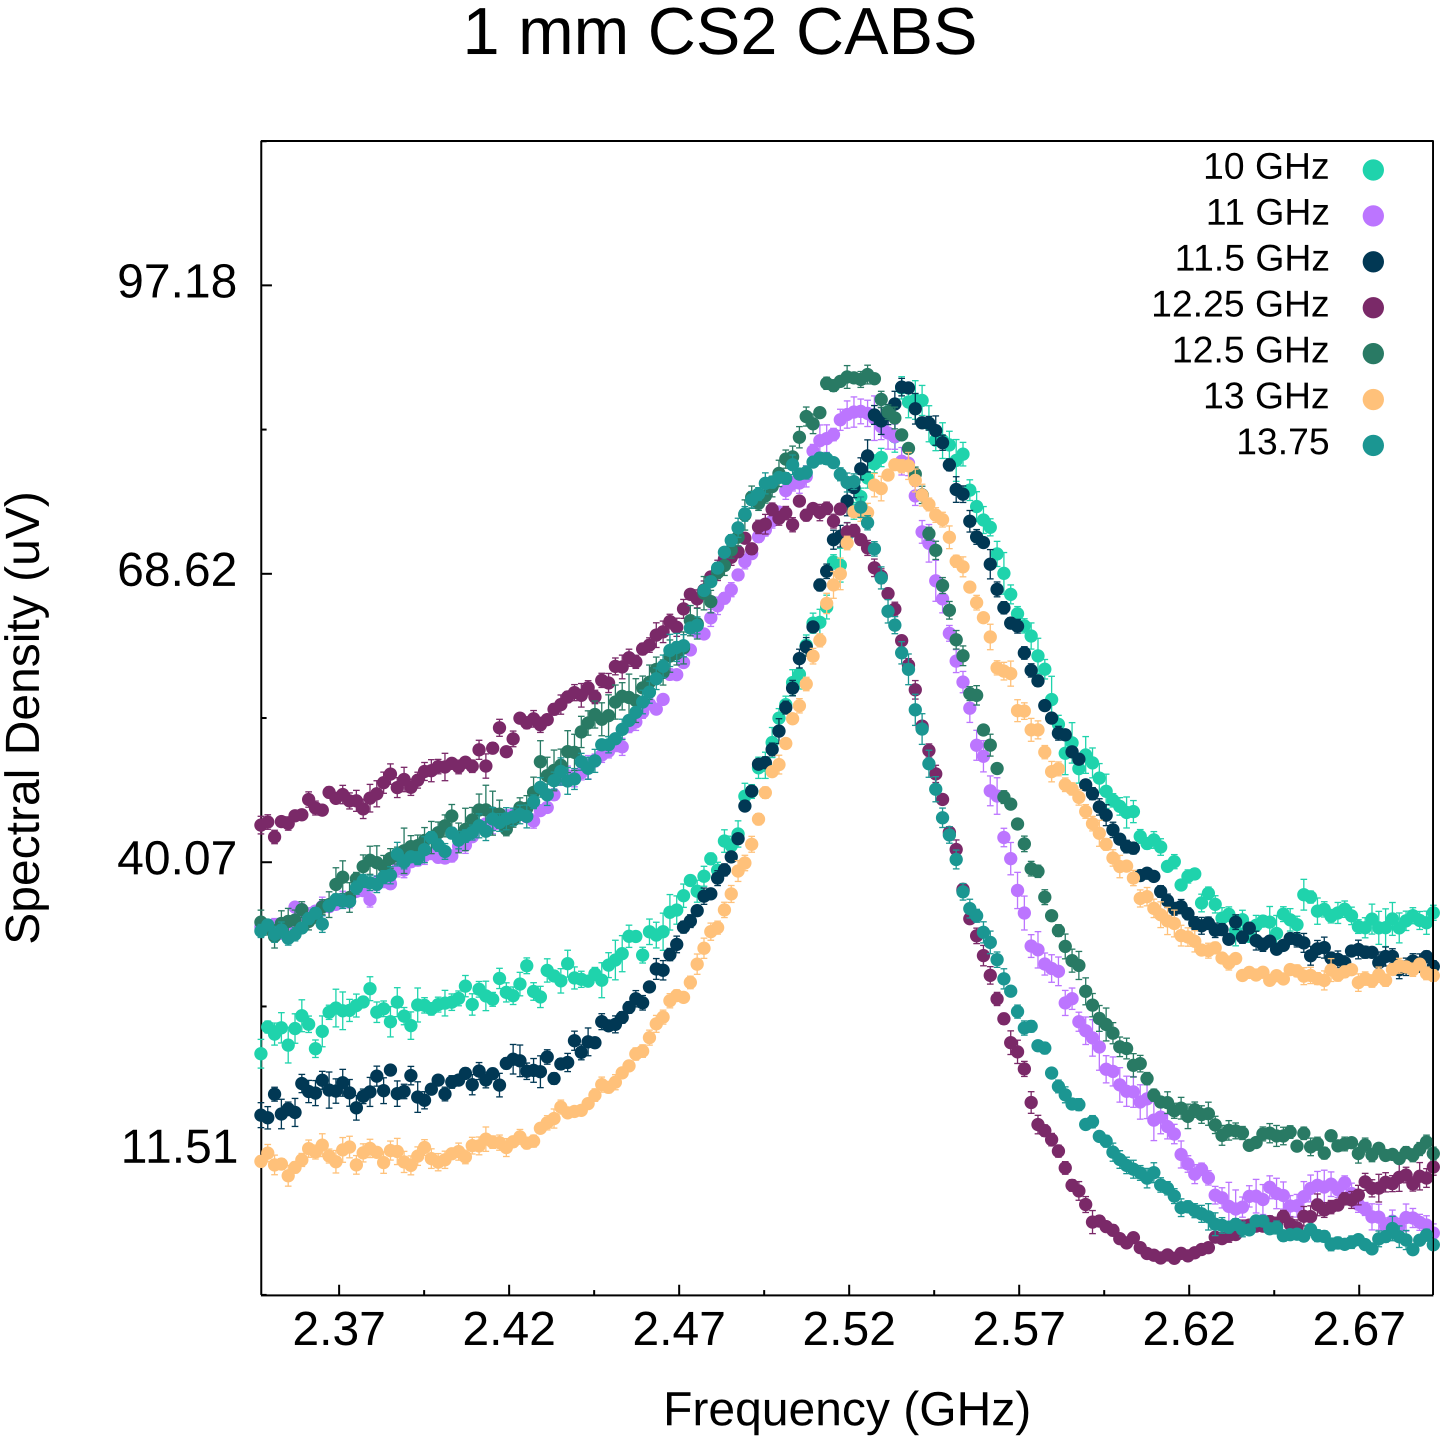 1 mm CS2 CABS
10 GHz
11 GHz
11.5 GHz
12.25 GHz
12.5 GHz
13 GHz
13.75
97.18
68.62
40.07
11.51
Spectral Density (uV)
2.37 2.42 2.47 2.52 2.57 2.62 2.67
Frequency (GHz)